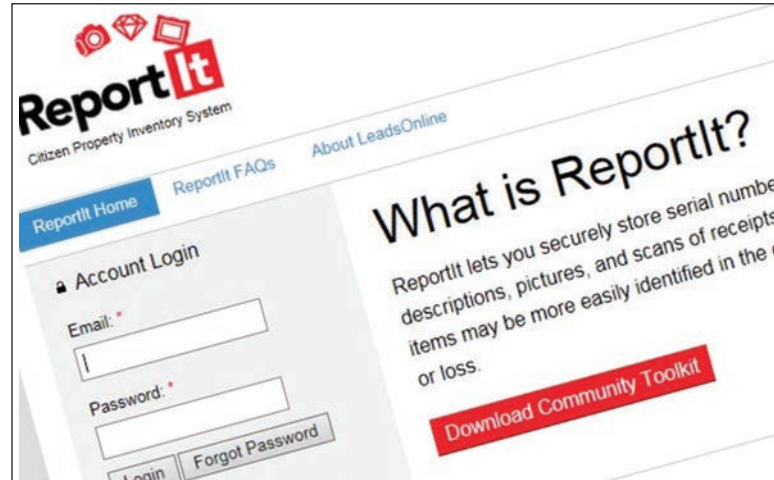 ReportIt
Citizen Property Inventory System
ReportIt Home
ReportIt FAQs
About LeadsOnline
Account Login
Email: *
Password: *
Login
Forgot Password
What is ReportIt?
ReportIt lets you securely store serial numbe
descriptions, pictures, and scans of receipts
items may be more easily identified in the
or loss.
Download Community Toolkit